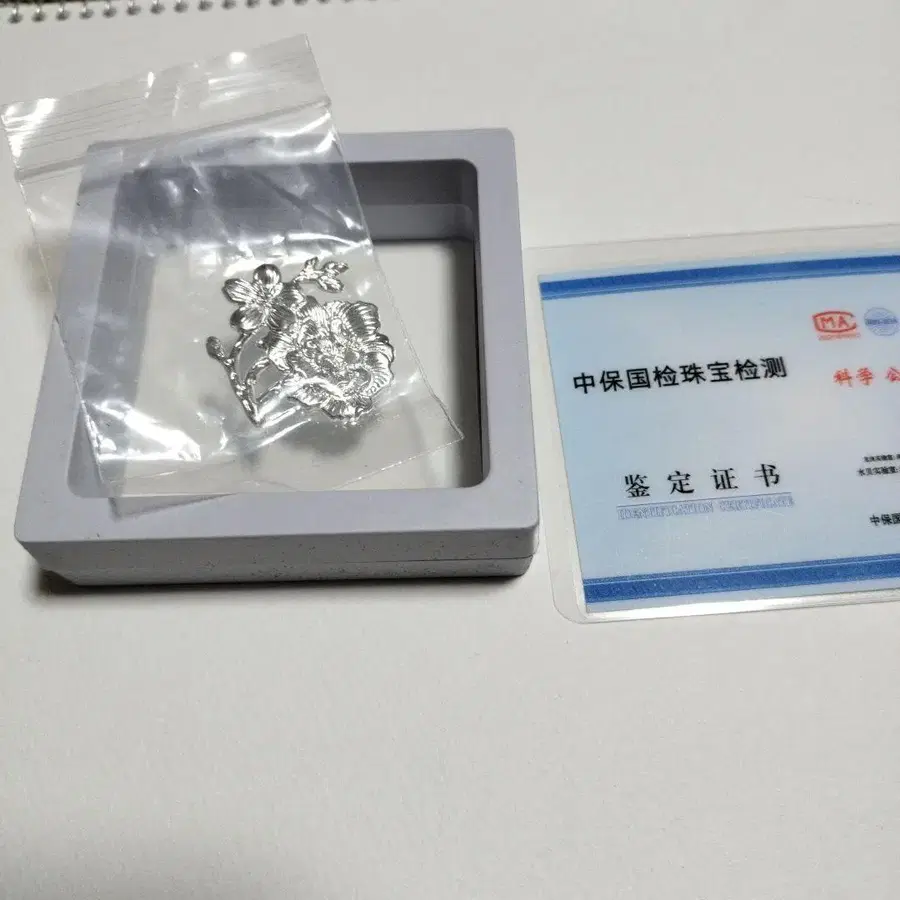 CMA
中保国检珠宝检测
科学
鉴定证书
IDENTIFICATION CERTIFICATE
中保国